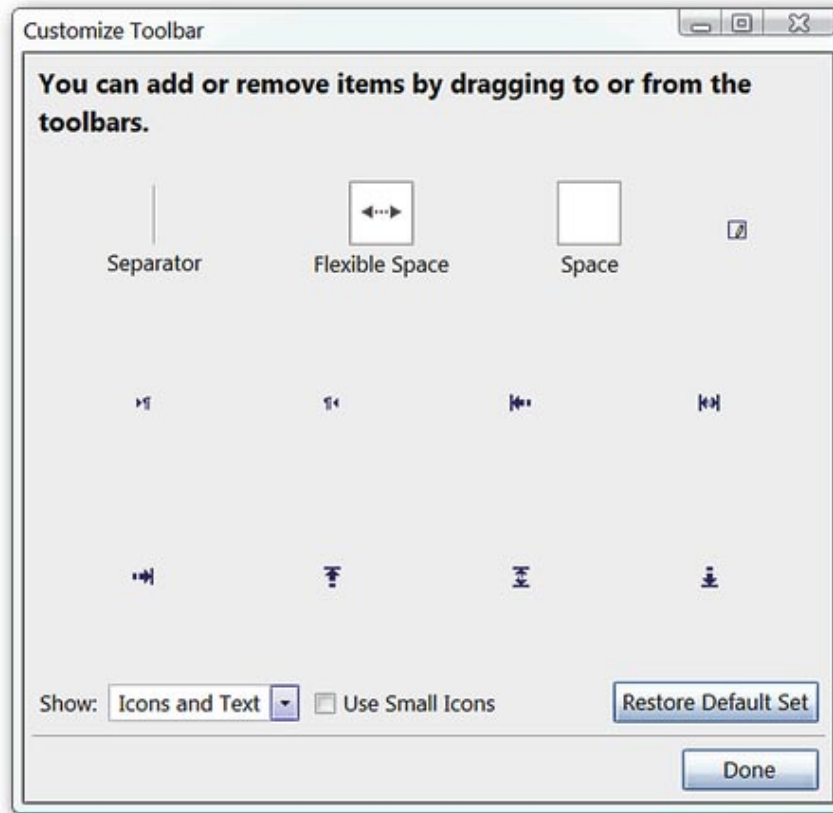 Customize Toolbar
You can add or remove items by dragging to or from the
toolbars.
Separator
Flexible Space
Space
Show: Icons and Text Use Small Icons Restore Default Set
Done